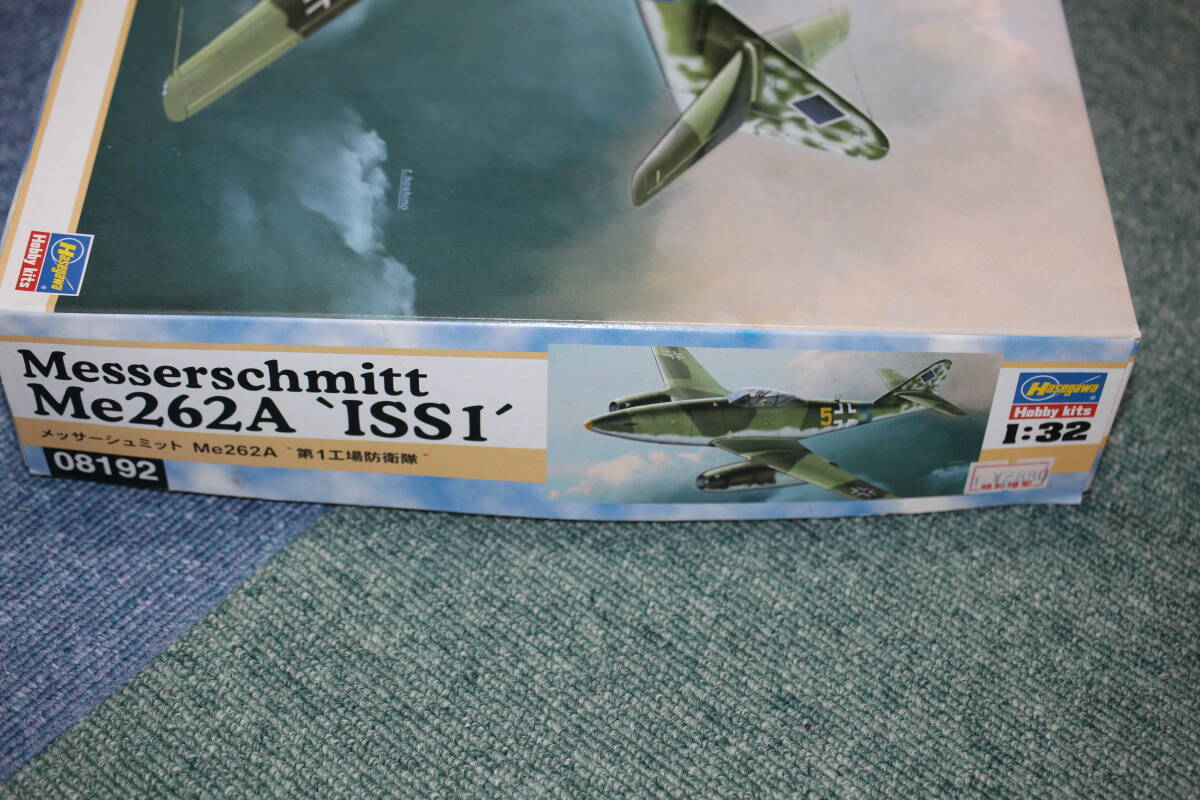 t.hoshino
Hasegawa
Hobby kits
Messerschmitt
Me262A `ISS1´
メッサーシュミット Me262A `第1工場防衛隊´
08192
5
Hasegawa
Hobby kits
1:32